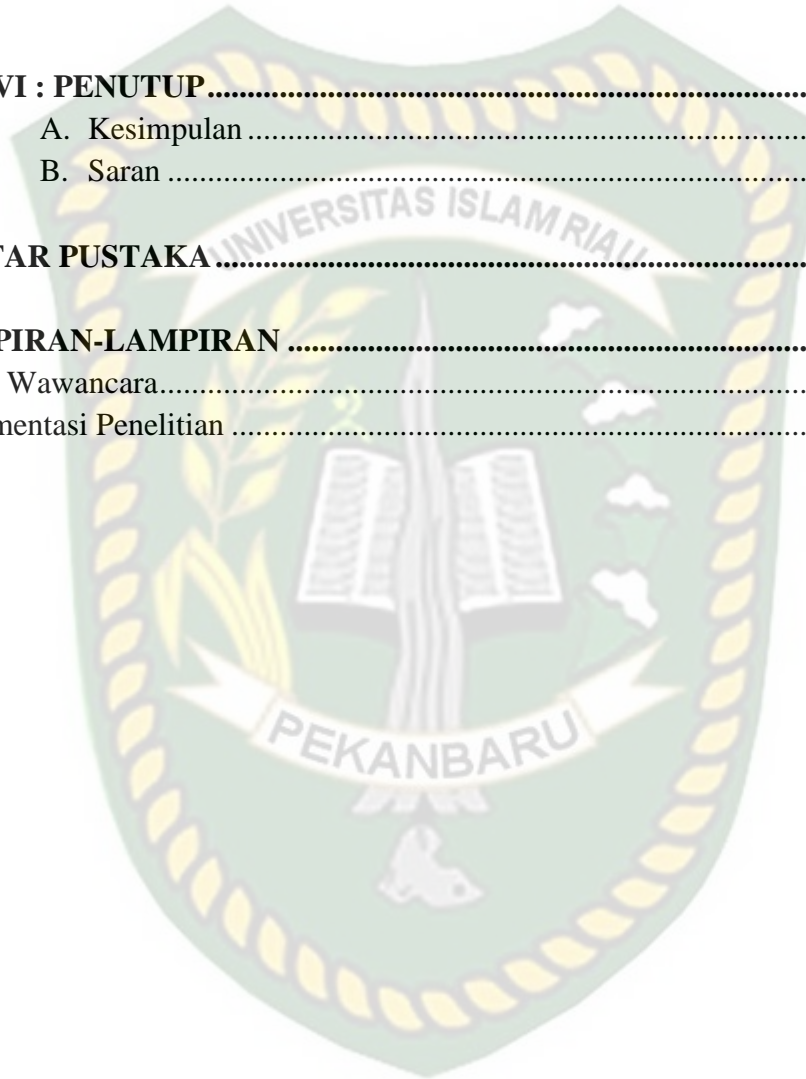 VI : PENUTUP
A. Kesimpulan
B. Saran
UNIVERSITAS ISLAM RIAU
TAR PUSTAKA
PIRAN-LAMPIRAN
Wawancara
mentasi Penelitian
PEKANBARU